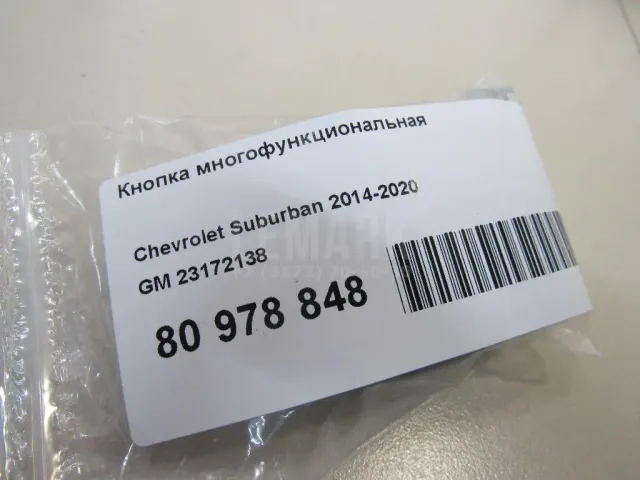 Кнопка многофункциональная
Chevrolet Suburban 2014-2020
GM 23172138
80 978 848